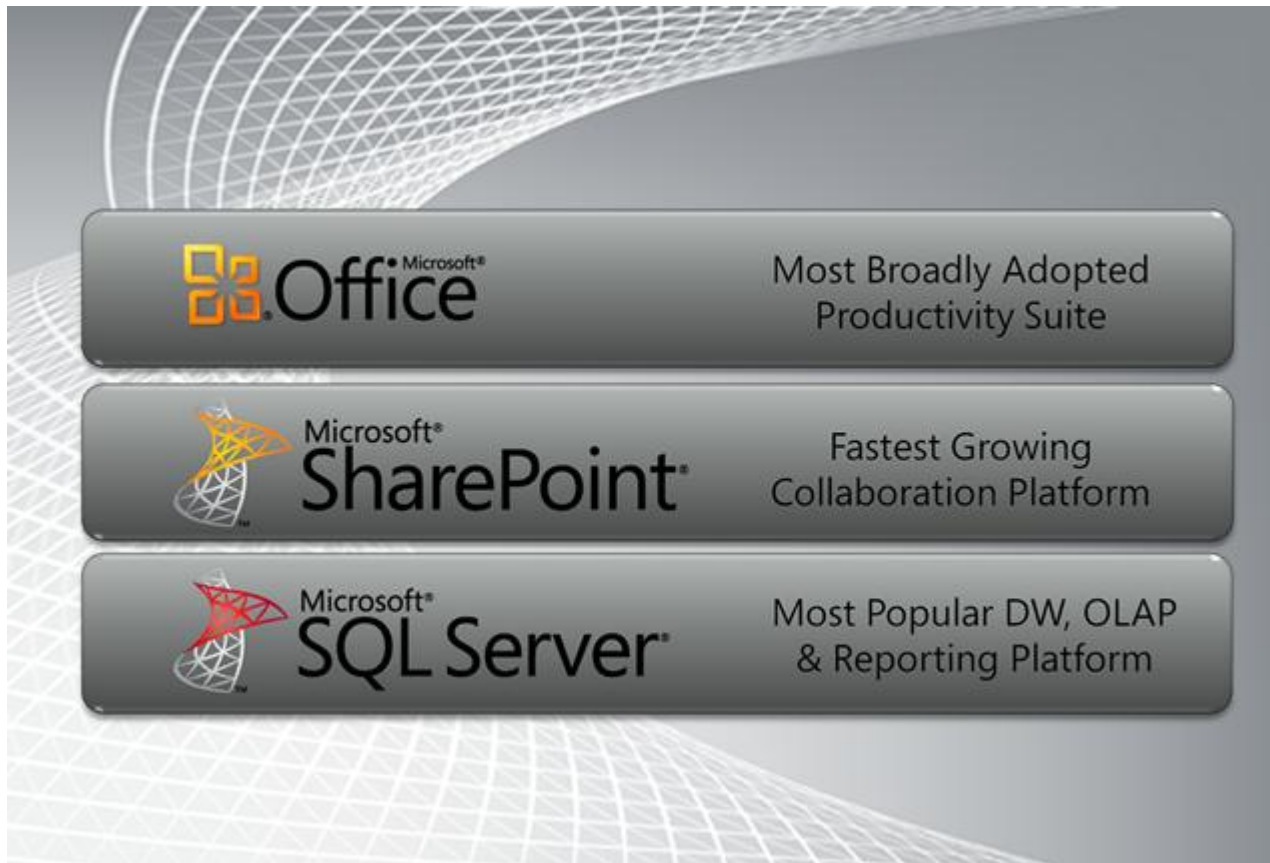 Microsoft®
Office
Most Broadly Adopted
Productivity Suite
Microsoft®
SharePoint®
Fastest Growing
Collaboration Platform
Microsoft®
SQL Server®
Most Popular DW, OLAP
& Reporting Platform